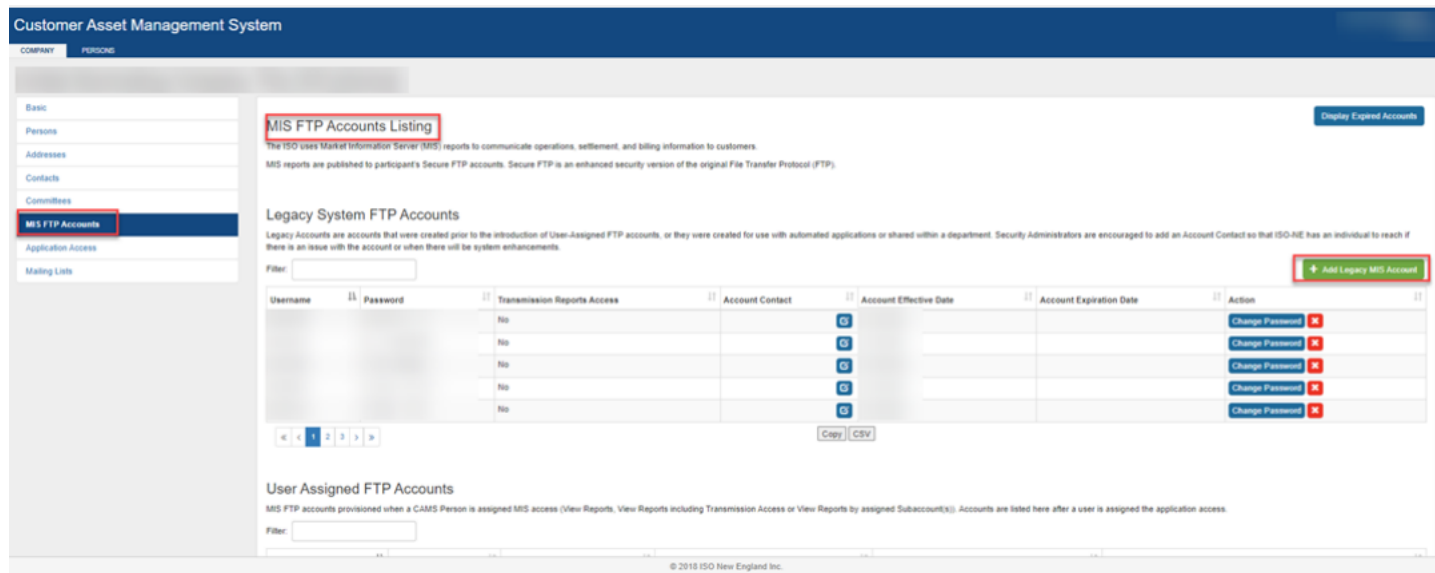 Customer Asset Management System
COMPANY PERSONS
Basic
Persons
Addresses
Contacts
Committees
MIS FTP Accounts
Application Access
Mailing Lists
MIS FTP Accounts Listing
Display Expired Accounts
The ISO uses Market Information Server (MIS) reports to communicate operations, settlement, and billing information to customers.
MIS reports are published to participant's Secure FTP accounts. Secure FTP is an enhanced security version of the original File Transfer Protocol (FTP).
Legacy System FTP Accounts
Legacy Accounts are accounts that were created prior to the introduction of User-Assigned FTP accounts, or they were created for use with automated applications or shared within a department. Security Administrators are encouraged to add an Account Contact so that ISO-NE has an individual to reach if
there is an issue with the account or when there will be system enhancements.
Filter:
+ Add Legacy MIS Account
Username Password Transmission Reports Access Account Contact Account Effective Date Account Expiration Date Action
No Change Password
No Change Password
No Change Password
No Change Password
No Change Password
« < 1 2 3 > »
Copy CSV
User Assigned FTP Accounts
MIS FTP accounts provisioned when a CAMS Person is assigned MIS access (View Reports, View Reports including Transmission Access or View Reports by assigned Subaccount(s)). Accounts are listed here after a user is assigned the application access.
Filter:
© 2018 ISO New England Inc.